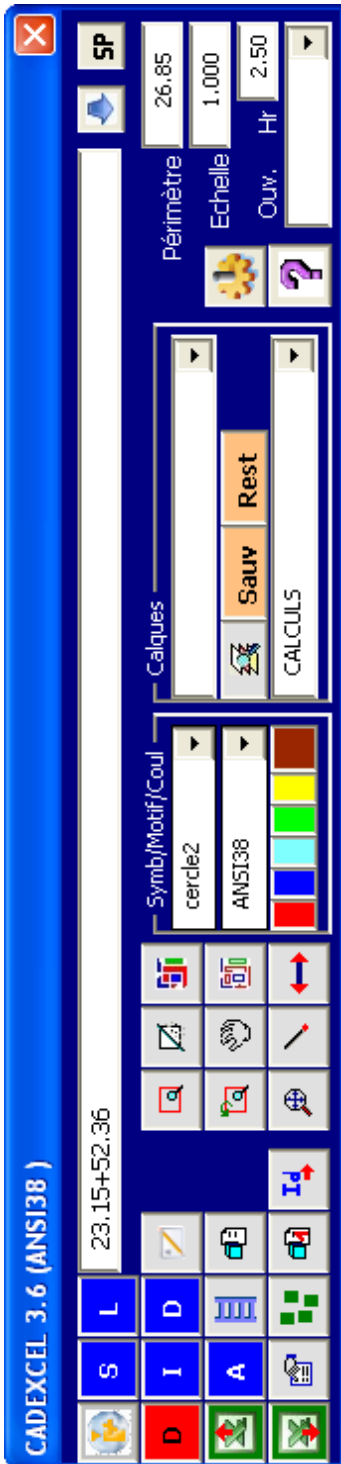 CADEXCEL 3.6 (ANSI38 )
S L 23.15+52.36 SP
D I D Symb/Motif/Coul Calques Périmètre 26.85
cercle2
A ANSI38 Sauv Rest Echelle 1.000
Ouv. Hr 2.50
Id CALCULS